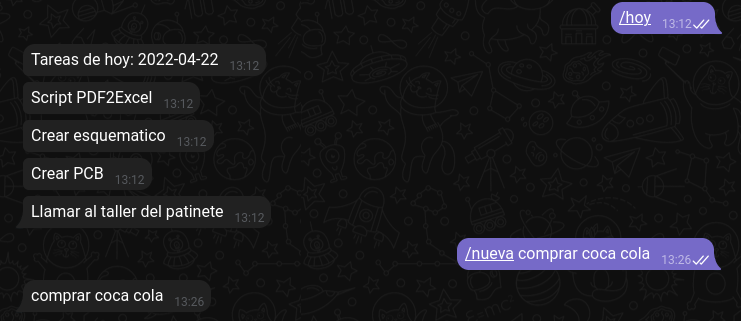 /hoy 13:12
Tareas de hoy: 2022-04-22 13:12
Script PDF2Excel 13:12
Crear esquematico 13:12
Crear PCB 13:12
Llamar al taller del patinete 13:12
/nueva comprar coca cola 13:26
comprar coca cola 13:26